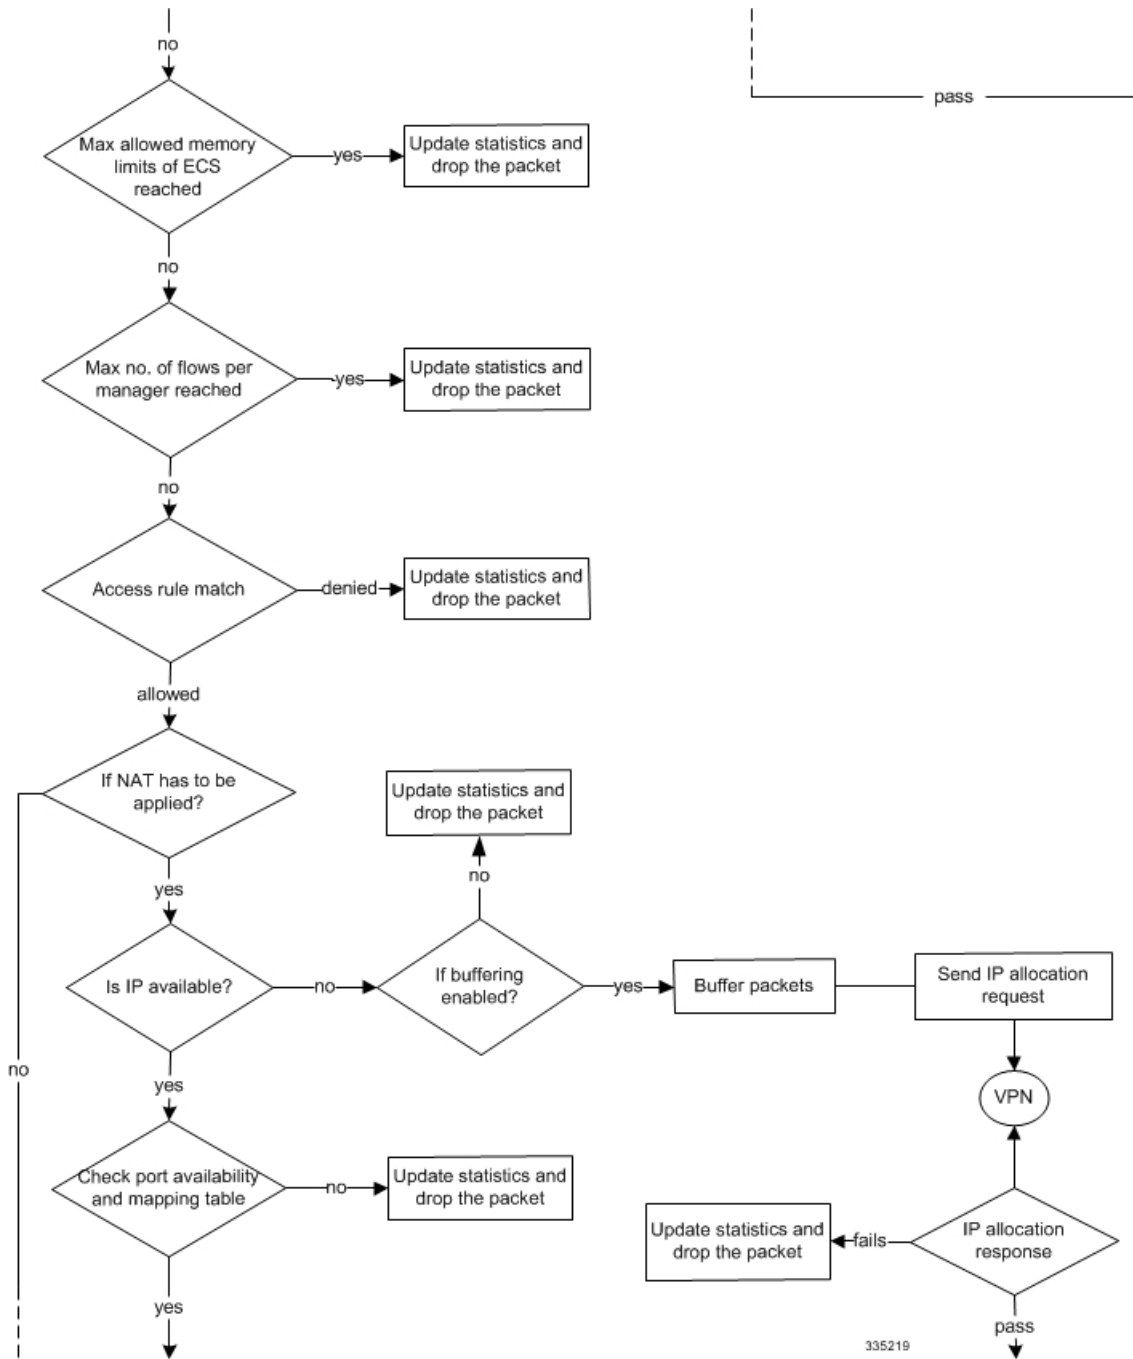 no
pass
Max allowed memory
limits of ECS
reached
yes
Update statistics and
drop the packet
no
Max no. of flows per
manager reached
yes
Update statistics and
drop the packet
no
Access rule match
denied
Update statistics and
drop the packet
allowed
If NAT has to be
applied?
Update statistics and
drop the packet
yes
no
Is IP available?
no
If buffering
enabled?
yes
Buffer packets
Send IP allocation
request
no
yes
VPN
Check port availability
and mapping table
no
Update statistics and
drop the packet
Update statistics and
drop the packet
fails
IP allocation
response
yes
pass
335219